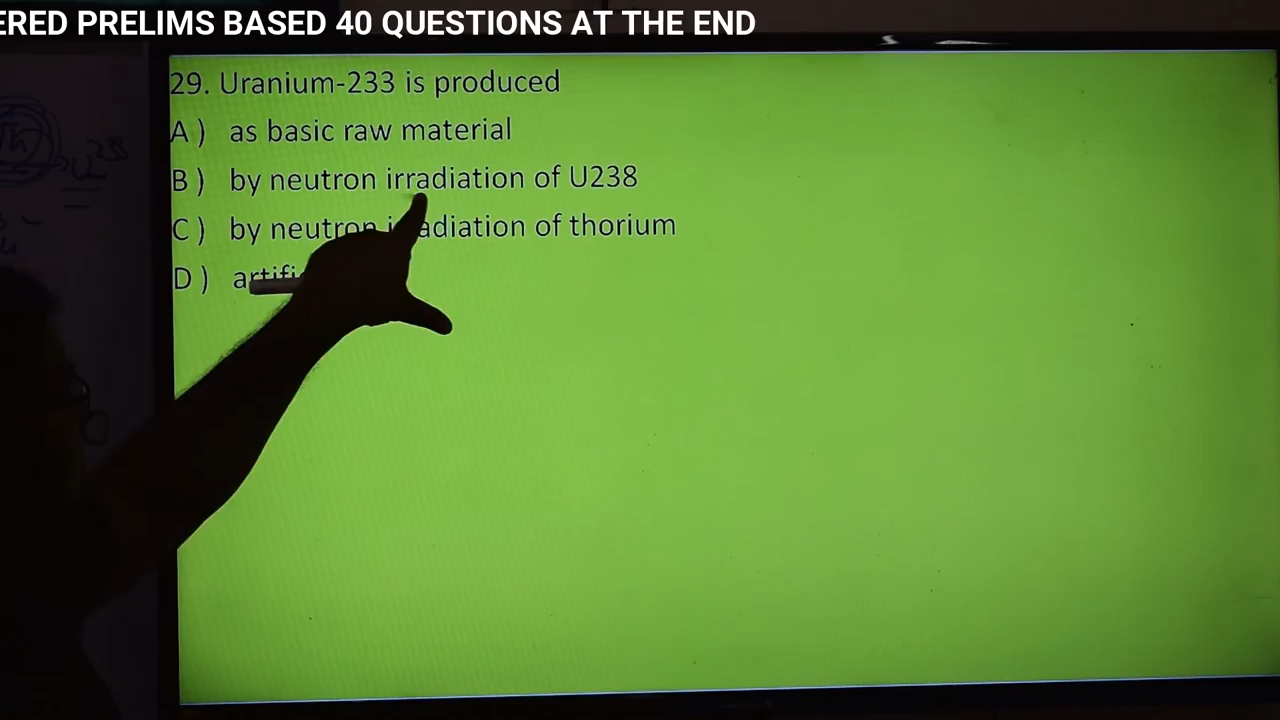 ERED PRELIMS BASED 40 QUESTIONS AT THE END
29. Uranium-233 is produced
A ) as basic raw material
B ) by neutron irradiation of U238
C ) by neutron irradiation of thorium
D )